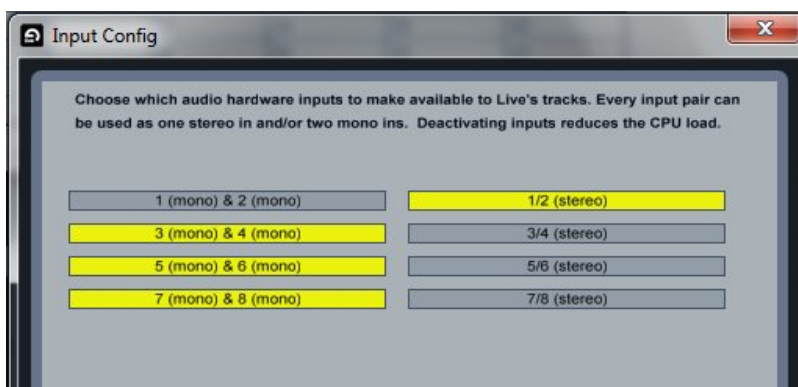 Input Config
Choose which audio hardware inputs to make available to Live's tracks. Every input pair can
be used as one stereo in and/or two mono ins.  Deactivating inputs reduces the CPU load.
1 (mono) & 2 (mono)
1/2 (stereo)
3 (mono) & 4 (mono)
3/4 (stereo)
5 (mono) & 6 (mono)
5/6 (stereo)
7 (mono) & 8 (mono)
7/8 (stereo)